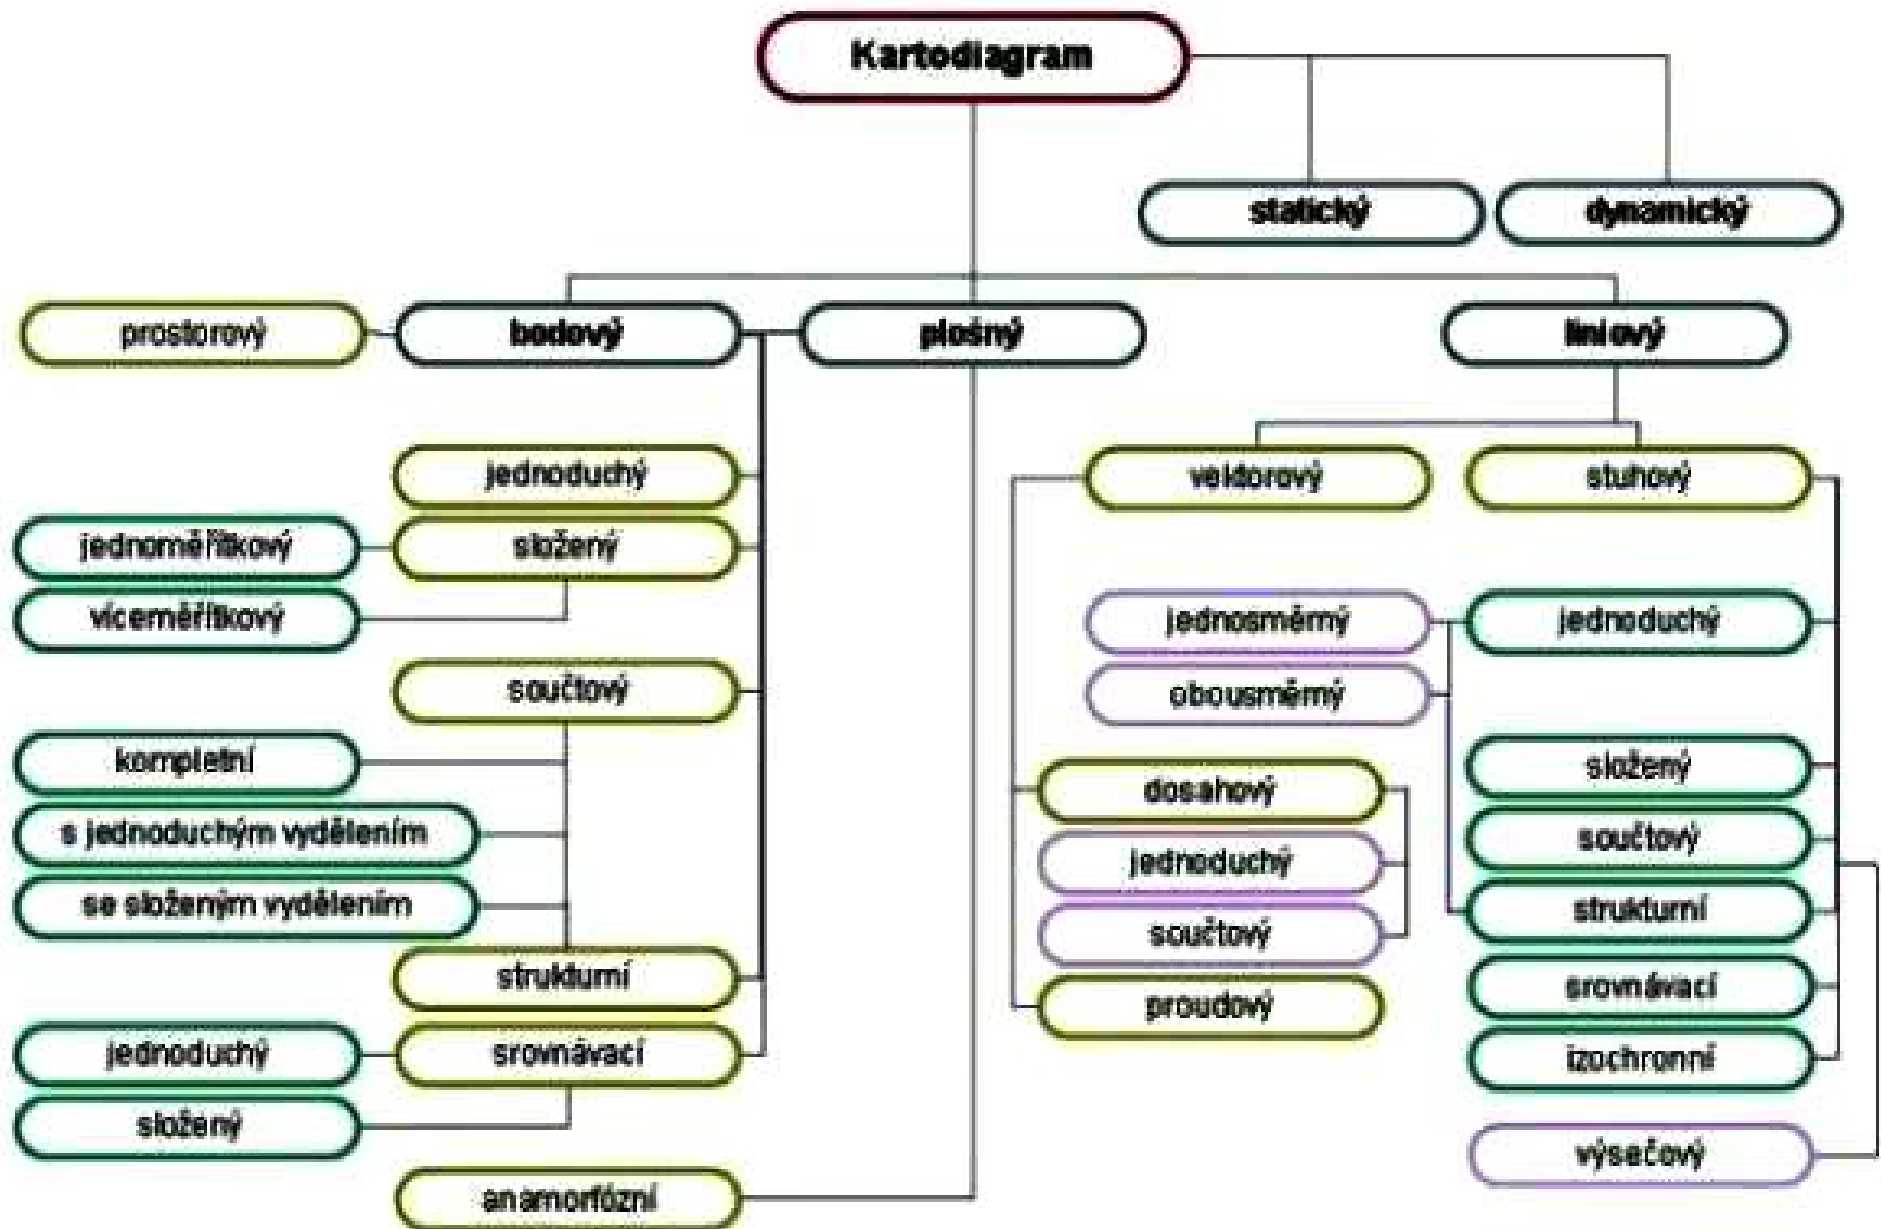 Kartodiagram
statický
dynamický
prostorový
bodový
plošný
liniový
jednoduchý
jednoměřítkový
složený
víceměřítkový
součtový
kompletní
s jednoduchým vydělením
se složeným vydělením
strukturní
jednoduchý
srovnávací
složený
anamorfózní
vektorový
stuhový
jednosměrný
jednoduchý
obousměrný
dosahový
složený
jednoduchý
součtový
součtový
strukturní
proudový
srovnávací
izochronní
výsečový